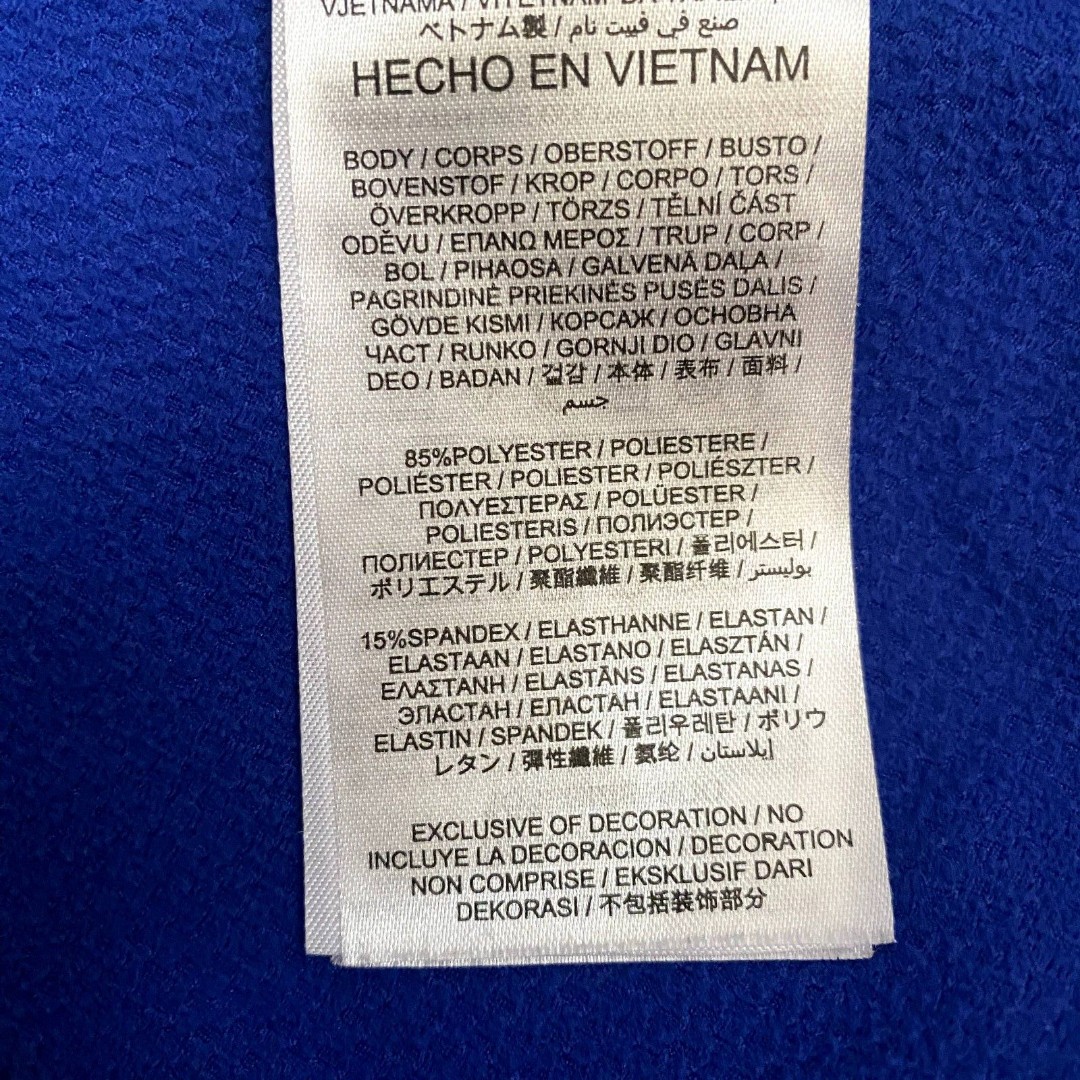 VJETNAMA /
ベトナム製 / صنع في فييت نام
HECHO EN VIETNAM
BODY / CORPS / OBERSTOFF / BUSTO /
BOVENSTOF / KROP / CORPO / TORS /
ÖVERKROPP / TÖRZS / TĚLNÍ ČÁST
ODĚVU / ΕΠΑΝΩ ΜΕΡΟΣ / TRUP / CORP /
BOL / PIHAOSA / GALVENĀ DAĻA /
PAGRINDINĖ PRIEKINĖS PUSĖS DALIS /
GÖVDE KISMI / КОРСАЖ / ОСНОВНА
ЧАСТ / RUNKO / GORNJI DIO / GLAVNI
DEO / BADAN / 겉감 / 本体 / 表布 / 面料 /
جسم
85%POLYESTER / POLIESTERE /
POLIÉSTER / POLIESTER / POLIÉSZTER /
ΠΟΛΥΕΣΤΕΡΑΣ / POLÜESTER /
POLIESTERIS / ПОЛИЭСТЕР /
ПОЛИЕСТЕР / POLYESTERI / 폴리에스터 /
ポリエステル / 聚酯纖維 / 聚酯纤维 / بوليستر
15%SPANDEX / ELASTHANNE / ELASTAN /
ELASTAAN / ELASTANO / ELASZTÁN /
ΕΛΑΣΤΑΝΗ / ELASTĀNS / ELASTANAS /
ЭЛАСТАН / ЕЛАСТАН / ELASTAANI /
ELASTIN / SPANDEK / 폴리우레탄 / ポリウ
レタン / 彈性纖維 / 氨纶 / إيلاستان
EXCLUSIVE OF DECORATION / NO
INCLUYE LA DECORACION / DECORATION
NON COMPRISE / EKSKLUSIF DARI
DEKORASI / 不包括装饰部分